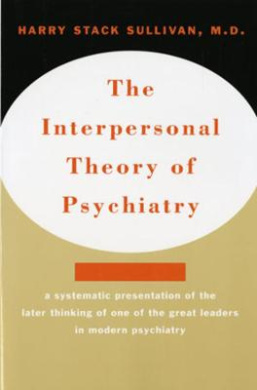 HARRY STACK SULLIVAN, M.D.
The
Interpersonal
Theory of
Psychiatry
a systematic presentation of the
later thinking of one of the great leaders
in modern psychiatry